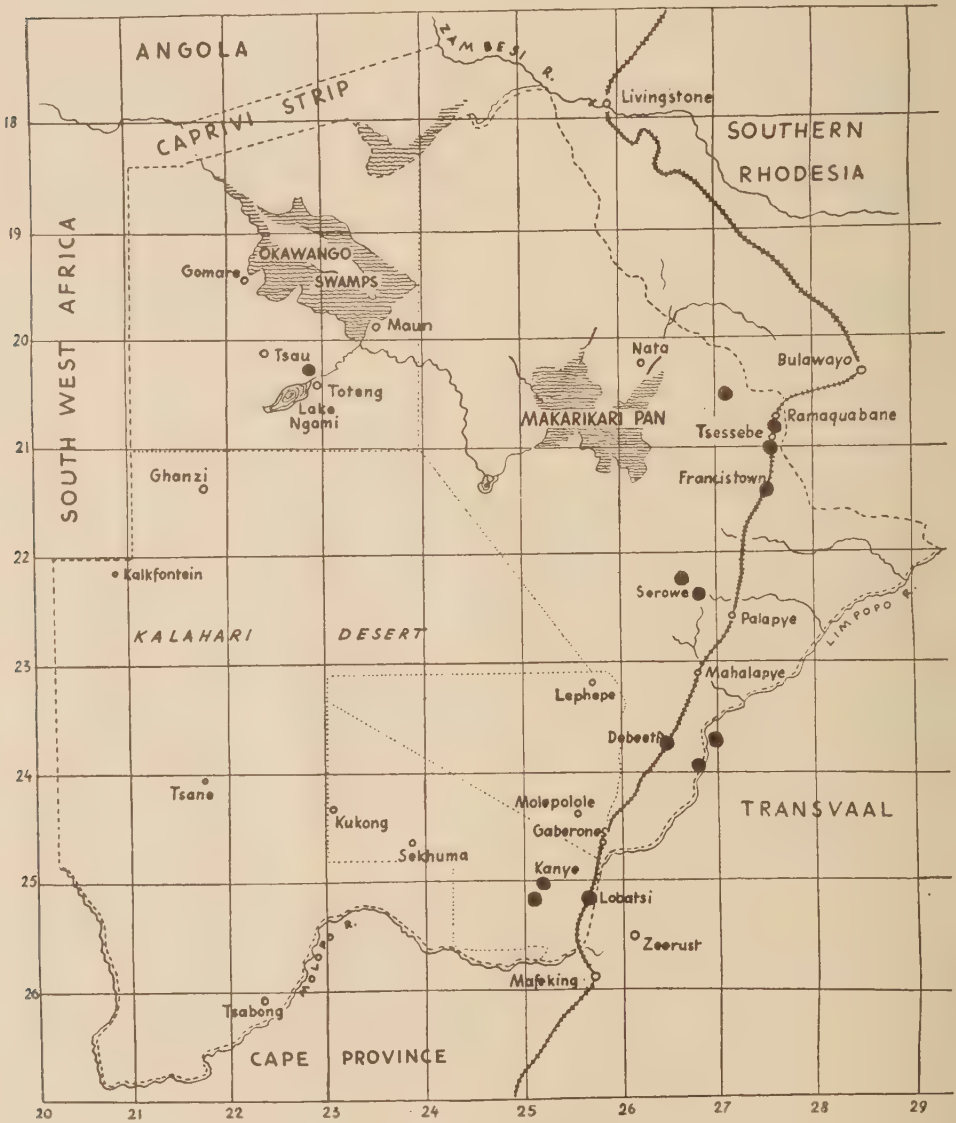 ANGOLA
ZAMBESI R.
CAPRIVI STRIP
Livingstone
18
SOUTHERN
RHODESIA
19
SOUTH WEST AFRICA
OKAWANGO
SWAMPS
Gomare
Maun
20
Tsau
Nata
Bulawayo
Toteng
Lake
Ngami
MAKARIKARI PAN
Ramaquabane
Tsessebe
21
Ghanzi
Francistown
22
Kalkfontein
Serowe
LIMPOPO R.
Palapye
KALAHARI DESERT
23
Mahalapye
Lephepe
Debeeti
24
Tsane
Molepolole
TRANSVAAL
Kukong
Gaberones
Sekhuma
Kanye
25
Lobatsi
Zeerust
MOLOPO R.
Mafeking
26
Tsabong
CAPE PROVINCE
20 21 22 23 24 25 26 27 28 29